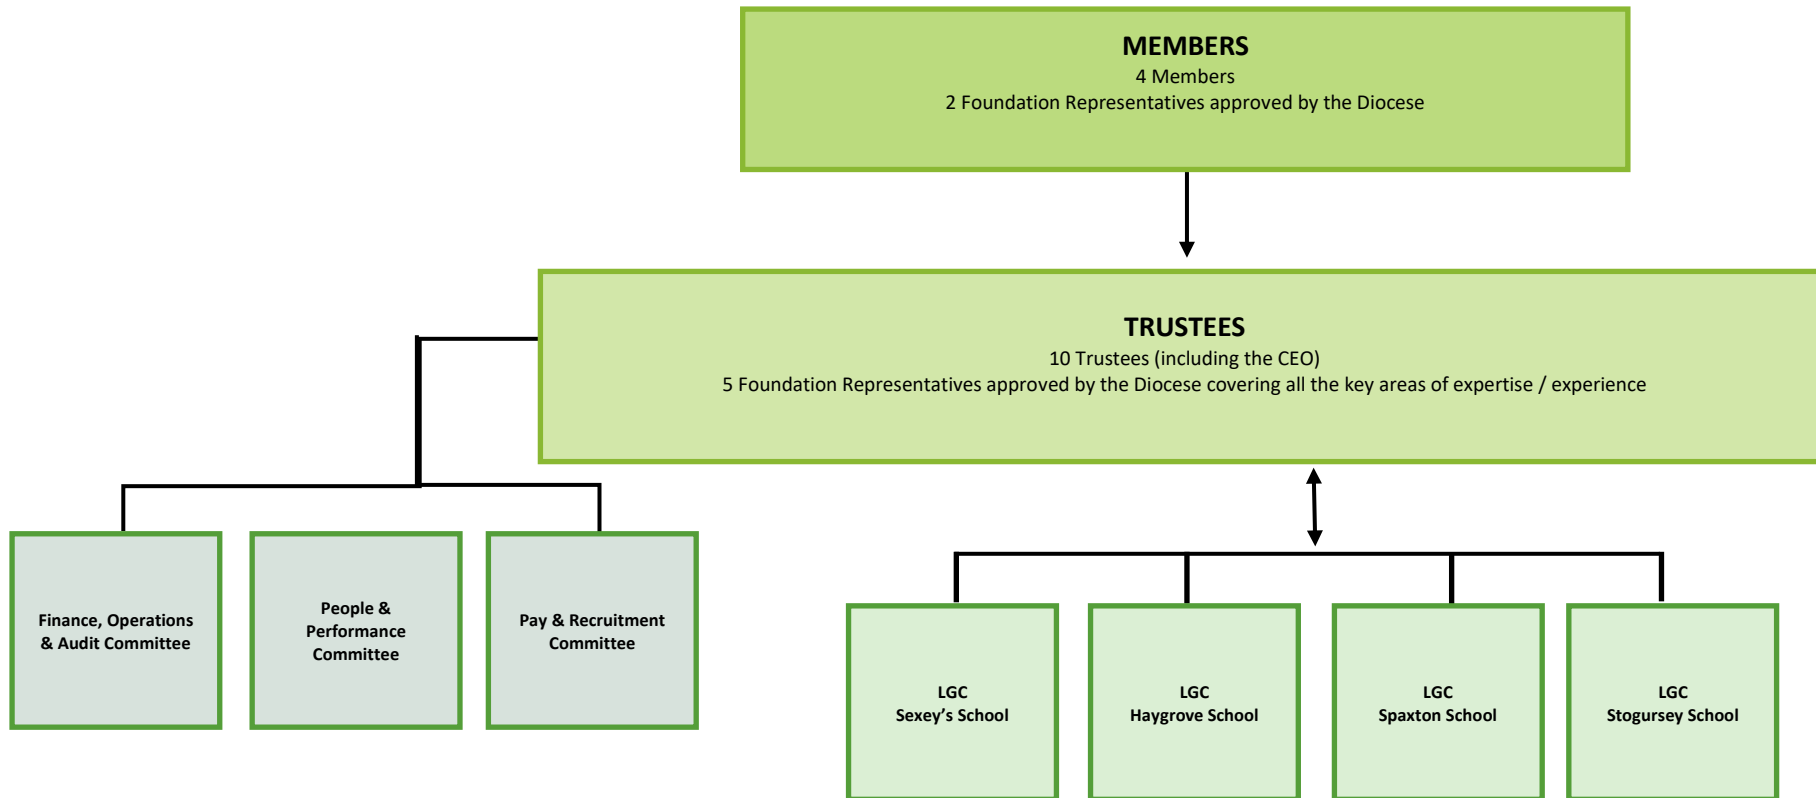 MEMBERS
4 Members
2 Foundation Representatives approved by the Diocese
TRUSTEES
10 Trustees (including the CEO)
5 Foundation Representatives approved by the Diocese covering all the key areas of expertise / experience
Finance, Operations
& Audit Committee
People &
Performance
Committee
Pay & Recruitment
Committee
LGC
Sexey’s School
LGC
Haygrove School
LGC
Spaxton School
LGC
Stogursey School